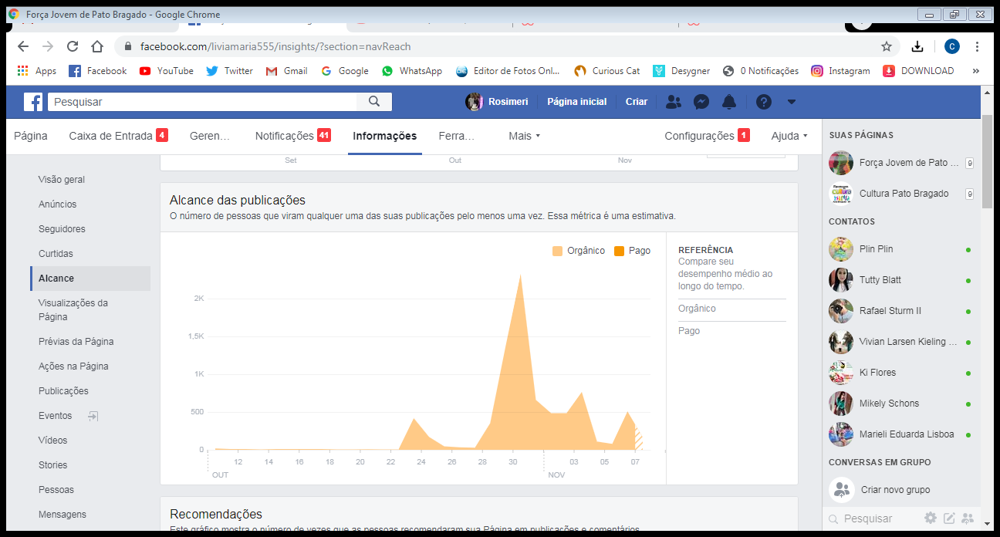 Força Jovem de Pato Bragado - Google Chrome
facebook.com/liviamaria555/insights/?section=navReach
C
Apps Facebook YouTube Twitter Gmail Google WhatsApp Editor de Fotos Onl... Curious Cat Desygner 0 Notificações Instagram DOWNLOAD »
Pesquisar Rosimeri Página inicial Criar
Página Caixa de Entrada 4 Geren... Notificações 41 Informações Ferra... Mais Configurações 1 Ajuda
Set Out Nov
Visão geral
Anúncios
Seguidores
Curtidas
Alcance
Visualizações da
Página
Prévias da Página
Ações na Página
Publicações
Eventos
Vídeos
Stories
Pessoas
Mensagens
Alcance das publicações
O número de pessoas que viram qualquer uma das suas publicações pelo menos uma vez. Essa métrica é uma estimativa.
Orgânico Pago
2K
1,5K
1K
500
0
12 14 16 18 20 22 24 26 28 30 03 05 07
OUT NOV
REFERÊNCIA
Compare seu
desempenho médio ao
longo do tempo.
Orgânico
Pago
Recomendações
Este gráfico mostra o número de vezes que as pessoas recomendaram sua Página em publicações e comentários.
SUAS PÁGINAS
Força Jovem de Pato ... 9
Cultura Pato Bragado 9
CONTATOS
Plin Plin
Tutty Blatt
Rafael Sturm II
Vivian Larsen Kieling ...
Ki Flores
Mikely Schons
Marieli Eduarda Lisboa
CONVERSAS EM GRUPO
Criar novo grupo
Pesquisar